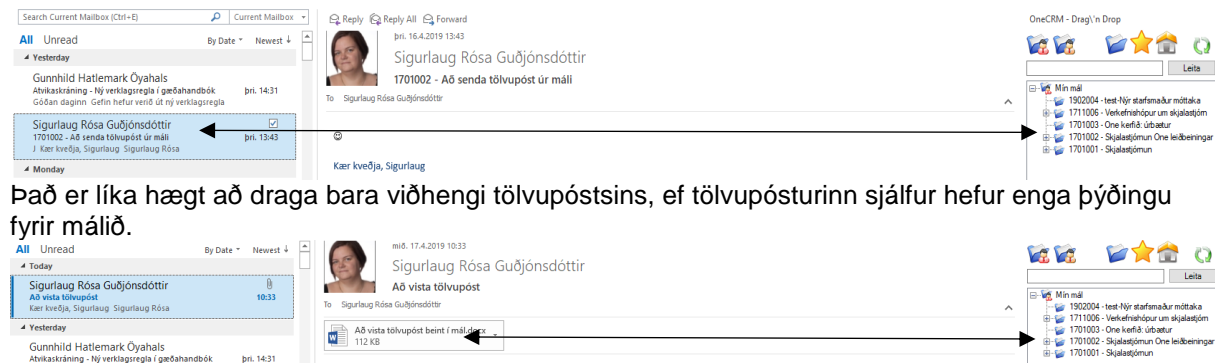 Search Current Mailbox (Ctrl+E) Current Mailbox
All Unread By Date Newest ↓
Yesterday
Gunnhild Hatlemark Öyahals
Atvikaskráning - Ný verklagsregla í gæðahandbók þri. 14:31
Góðan daginn Gefin hefur verið út ný verklagsregla
Sigurlaug Rósa Guðjónsdóttir
1701002 - Að senda tölvupóst úr máli þri. 13:43
J Kær kveðja, Sigurlaug Sigurlaug Rósa
Monday
Reply Reply All Forward
þri. 16.4.2019 13:43
Sigurlaug Rósa Guðjónsdóttir
1701002 - Að senda tölvupóst úr máli
To Sigurlaug Rósa Guðjónsdóttir
Kær kveðja, Sigurlaug
OneCRM - Drag\'n Drop
Leita
Mín mál
1902004 - test-Nýr starfsmaður móttaka
1711006 - Verkefnishópur um skjalastjórn
1701003 - One kerfið: úrbætur
1701002 - Skjalastjórnun One leiðbeiningar
1701001 - Skjalastjórnun
Það er líka hægt að draga bara viðhengi tölvupóstsins, ef tölvupósturinn sjálfur hefur enga þýðingu
fyrir málið.
All Unread By Date Newest ↓
Today
Sigurlaug Rósa Guðjónsdóttir
Að vista tölvupóst 10:33
Kær kveðja, Sigurlaug Sigurlaug Rósa
Yesterday
Gunnhild Hatlemark Öyahals
Atvikaskráning - Ný verklagsregla í gæðahandbók þri. 14:31
mið. 17.4.2019 10:33
Sigurlaug Rósa Guðjónsdóttir
Að vista tölvupóst
To Sigurlaug Rósa Guðjónsdóttir
Að vista tölvupóst beint í mál.docx
112 KB
Leita
Mín mál
1902004 - test-Nýr starfsmaður móttaka
1711006 - Verkefnishópur um skjalastjórn
1701003 - One kerfið: úrbætur
1701002 - Skjalastjórnun One leiðbeiningar
1701001 - Skjalastjórnun